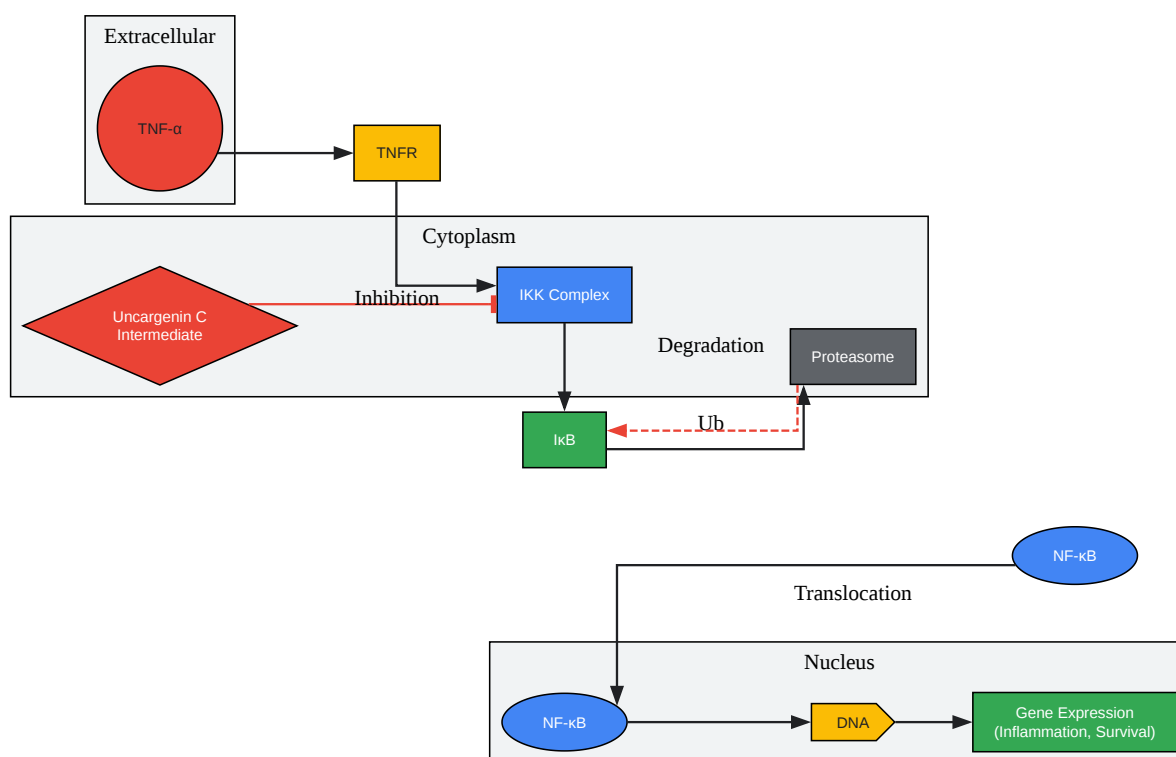 Extracellular
TNF-α
TNFR
Cytoplasm
IKK Complex
Inhibition
Uncargenin C
Intermediate
Degradation
Proteasome
Ub
IκB
NF-κB
Translocation
Nucleus
NF-κB
DNA
Gene Expression
(Inflammation, Survival)